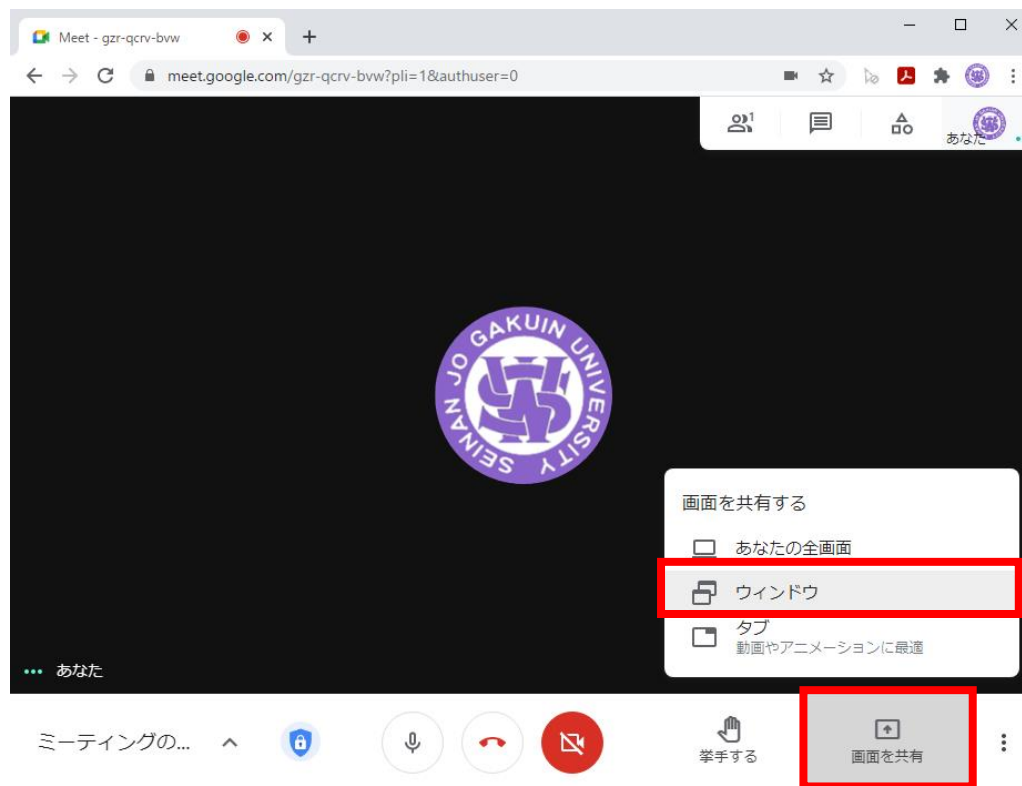 Meet - gzr-qcrv-bvw
meet.google.com/gzr-qcrv-bvw?pli=1&authuser=0
1
あなた
SEINAN JO GAKUIN UNIVERSITY
画面を共有する
あなたの全画面
ウィンドウ
タブ
動画やアニメーションに最適
あなた
ミーティングの...
挙手する
画面を共有